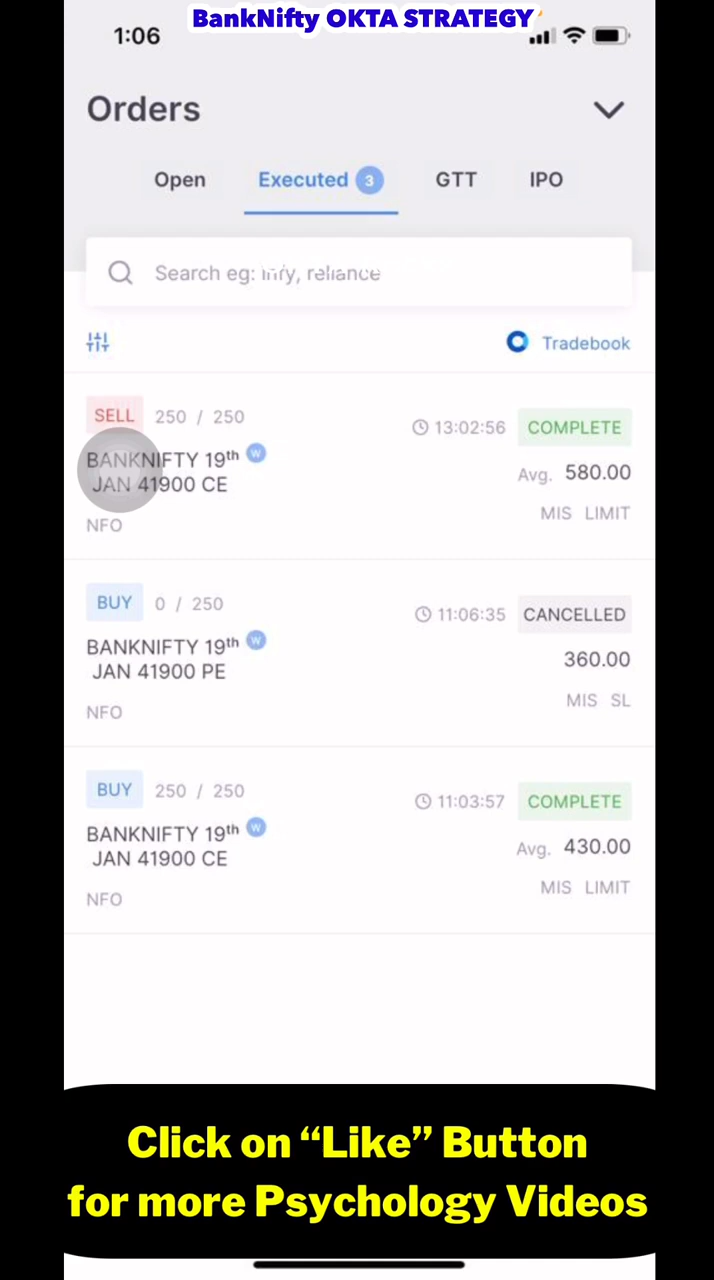 BankNifty OKTA STRATEGY
1:06
Orders
Open Executed 3 GTT IPO
Search eg: infy, reliance
Tradebook
SELL 250 / 250 13:02:56 COMPLETE
BANKNIFTY 19th W
JAN 41900 CE
Avg. 580.00
NFO
MIS LIMIT
BUY 0 / 250 11:06:35 CANCELLED
BANKNIFTY 19th W
JAN 41900 PE
360.00
NFO
MIS SL
BUY 250 / 250 11:03:57 COMPLETE
BANKNIFTY 19th W
JAN 41900 CE
Avg. 430.00
NFO
MIS LIMIT
Click on “Like” Button
for more Psychology Videos